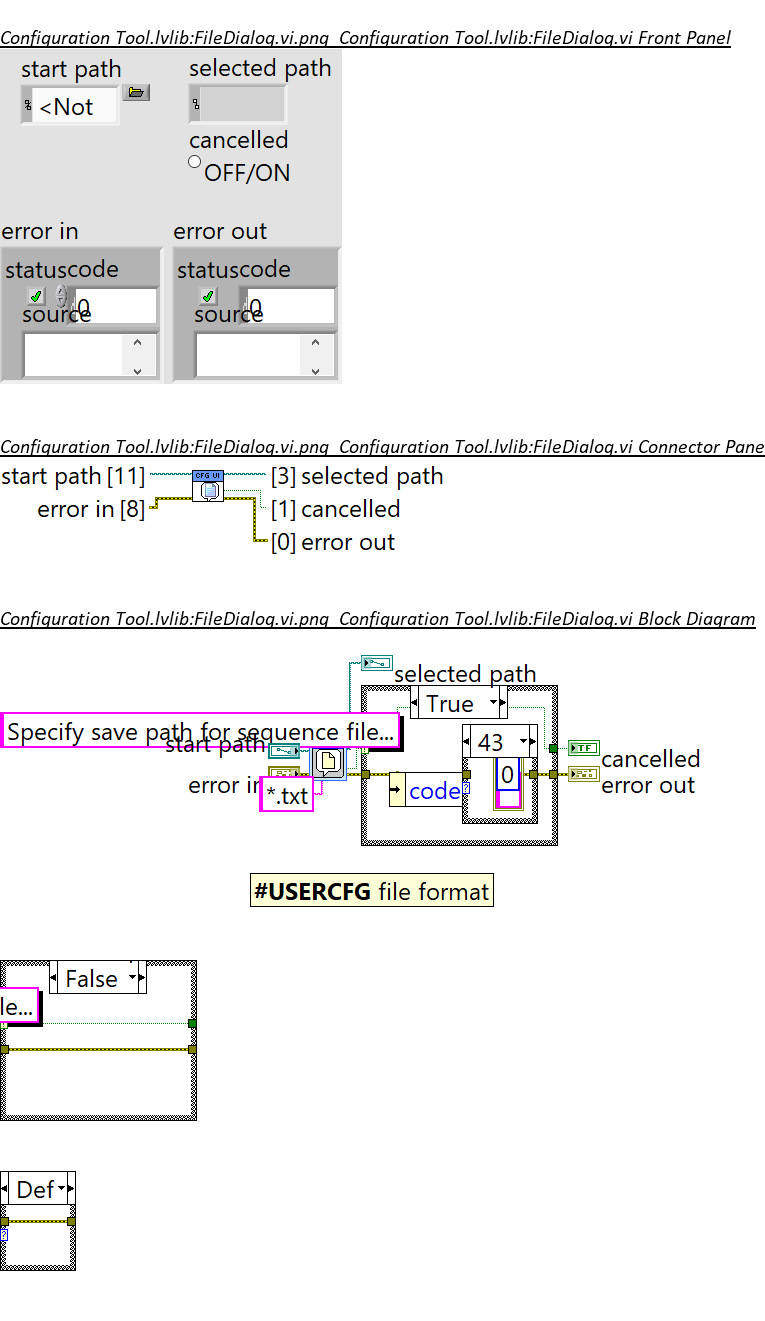 Configuration Tool.lvlib:FileDialog.vi.png Configuration Tool.lvlib:FileDialog.vi Front Panel
start path
selected path
<Not
cancelled
OFF/ON
error in
error out
status code
status code
0
0
source
source
Configuration Tool.lvlib:FileDialog.vi.png Configuration Tool.lvlib:FileDialog.vi Connector Pane
start path [11]
CFG VI
[3] selected path
error in [8]
[1] cancelled
[0] error out
Configuration Tool.lvlib:FileDialog.vi.png Configuration Tool.lvlib:FileDialog.vi Block Diagram
selected path
True
Specify save path for sequence file...
start path
43
TF
cancelled
error in
*.txt
code
0
error out
#USERCFG file format
False
le...
Def